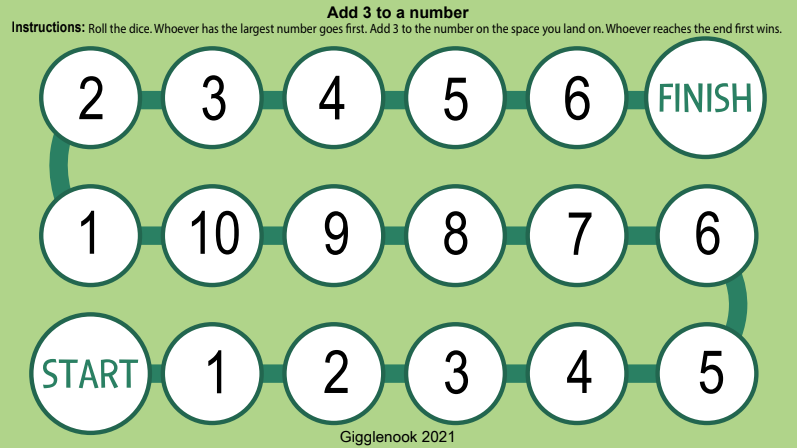 Add 3 to a number
Instructions: Roll the dice. Whoever has the largest number goes first. Add 3 to the number on the space you land on. Whoever reaches the end first wins.
2 3 4 5 6 FINISH
1 10 9 8 7 6
START 1 2 3 4 5
Gigglenook 2021